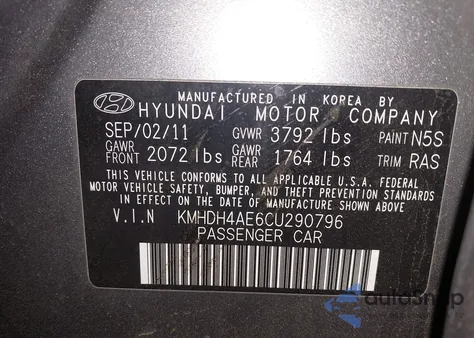 MANUFACTURED IN KOREA BY
HYUNDAI MOTOR COMPANY
SEP/02/11 GVWR 3792 lbs PAINT N5S
GAWR FRONT 2072 lbs GAWR REAR 1764 lbs TRIM RAS
THIS VEHICLE CONFORMS TO ALL APPLICABLE U.S.A. FEDERAL
MOTOR VEHICLE SAFETY, BUMPER, AND THEFT PREVENTION STANDARDS
IN EFFECT ON THE DATE OF MANUFACTURE SHOWN ABOVE.
V.I.N KMHDH4AE6CU290796
PASSENGER CAR
autoSnap